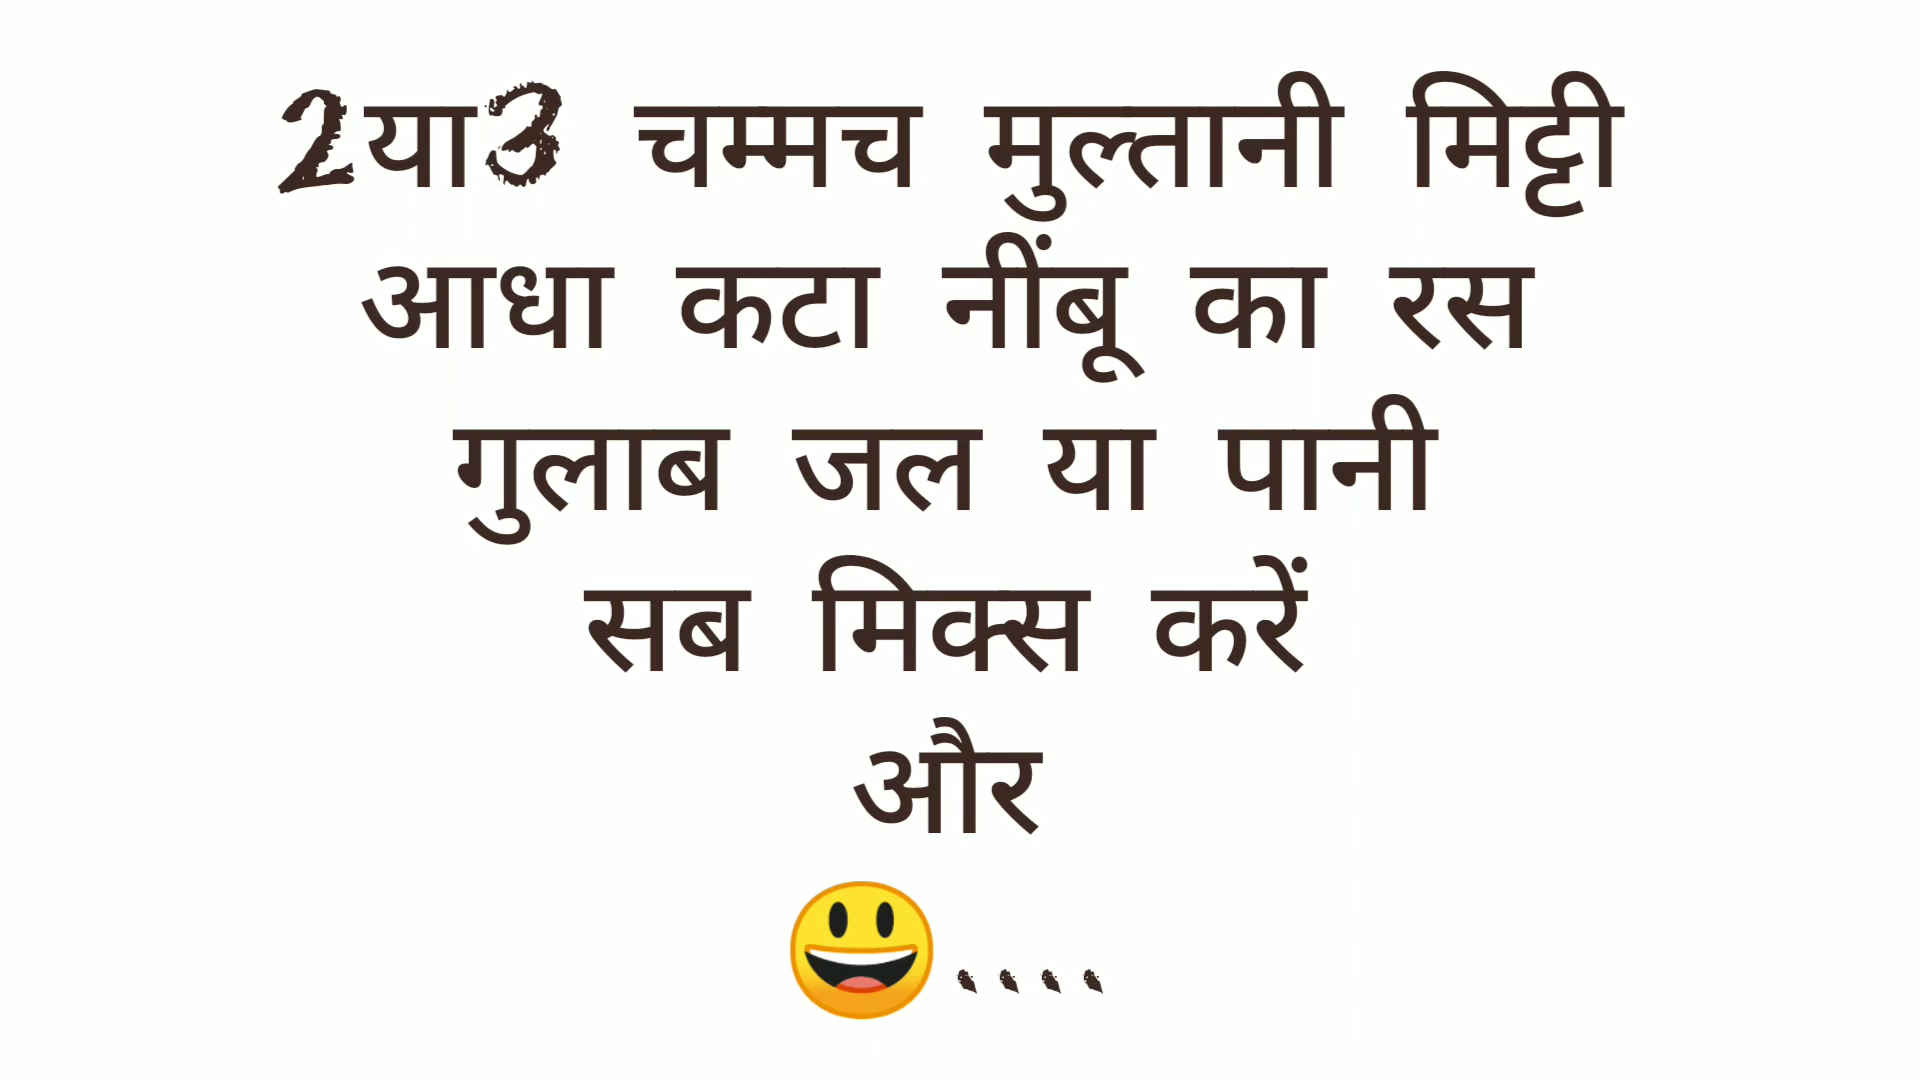 2या3 चम्मच मुल्तानी मिट्टी
आधा कटा नींबू का रस
गुलाब जल या पानी
सब मिक्स करें
और
😃,,,,